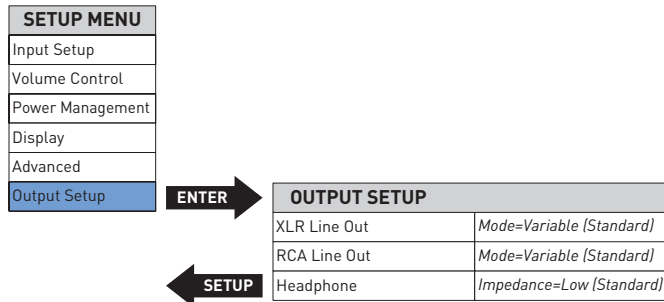 SETUP MENU
Input Setup
Volume Control
Power Management
Display
Advanced
Output Setup
ENTER
OUTPUT SETUP
XLR Line Out Mode=Variable (Standard)
RCA Line Out Mode=Variable (Standard)
SETUP
Headphone Impedance=Low (Standard)